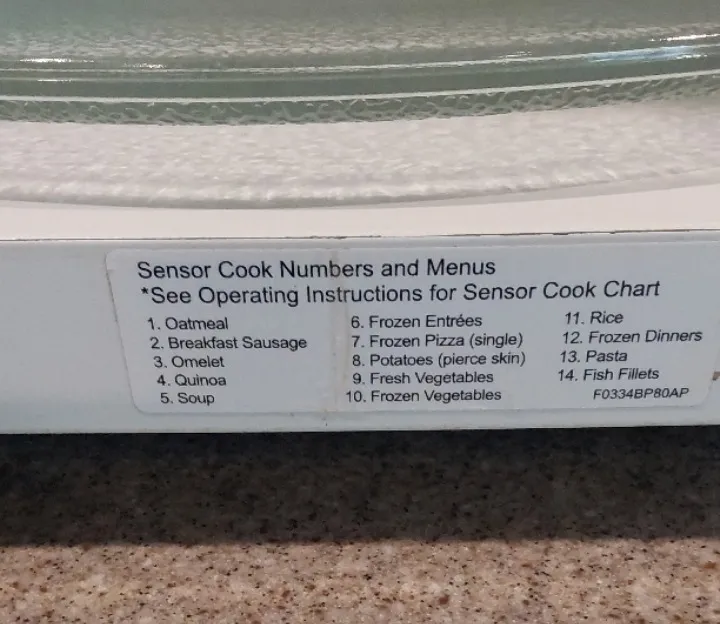 Sensor Cook Numbers and Menus
*See Operating Instructions for Sensor Cook Chart
1. Oatmeal
2. Breakfast Sausage
3. Omelet
4. Quinoa
5. Soup
6. Frozen Entrées
7. Frozen Pizza (single)
8. Potatoes (pierce skin)
9. Fresh Vegetables
10. Frozen Vegetables
11. Rice
12. Frozen Dinners
13. Pasta
14. Fish Fillets
F0334BP80AP